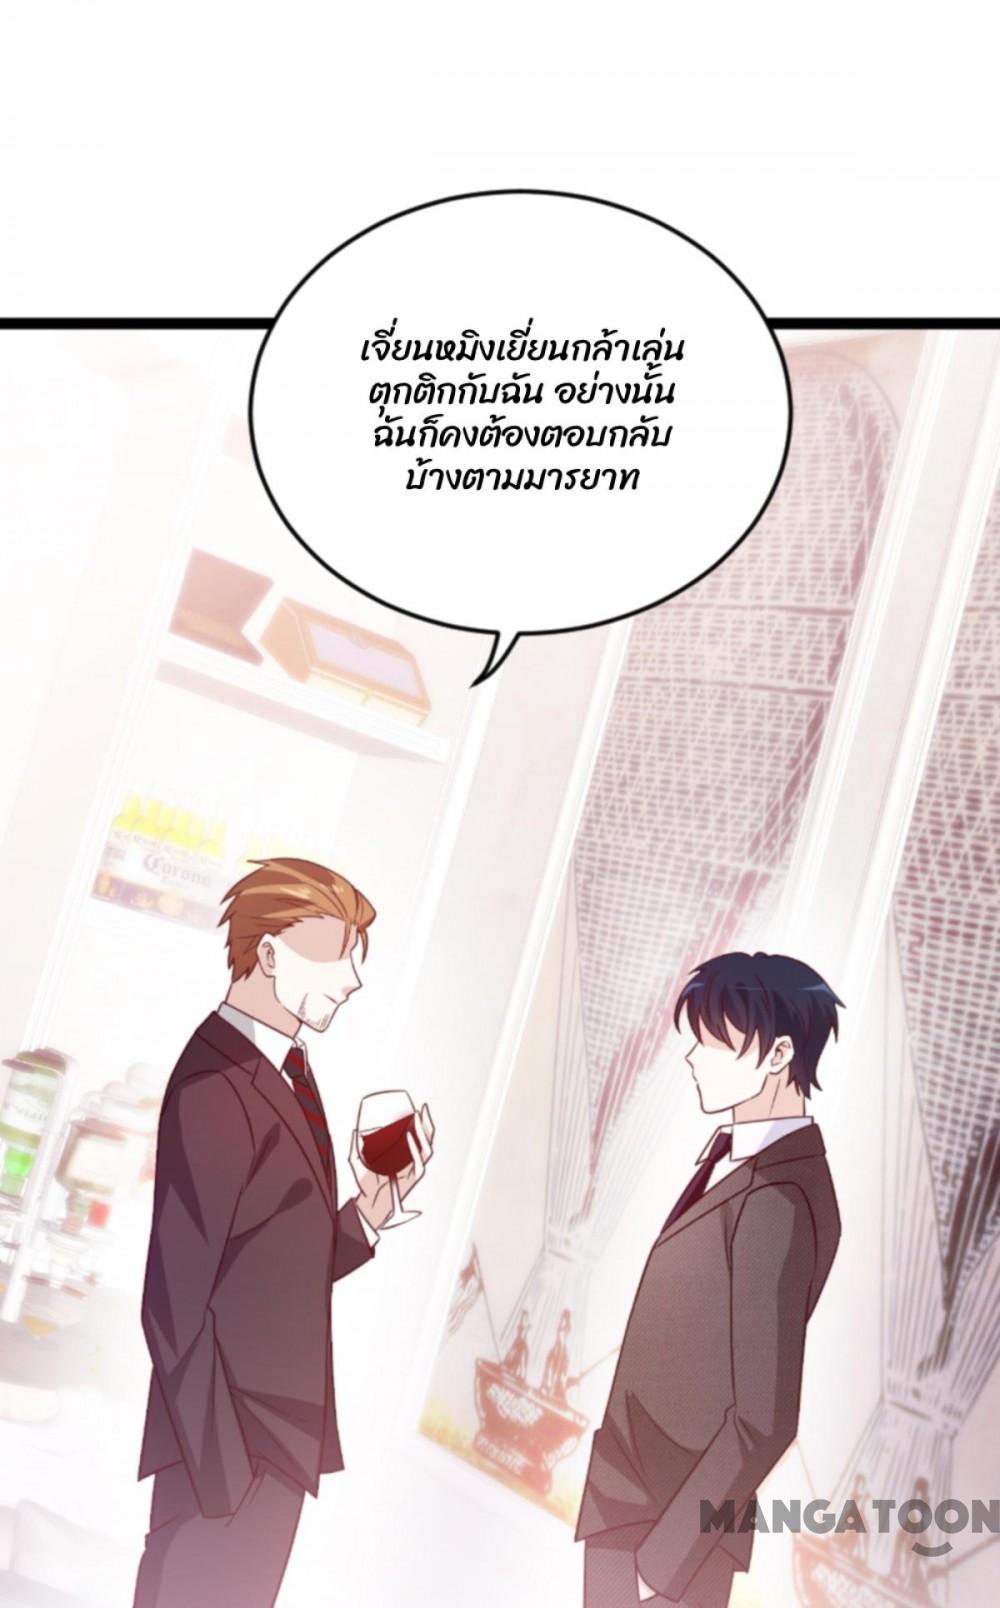 เจี่ยนหมิงเยี่ยนกล้าเล่น
ตุกติกกับฉัน อย่างนั้น
ฉันก็คงต้องตอบกลับ
บ้างตามมารยาท
Corona
MANGATOON